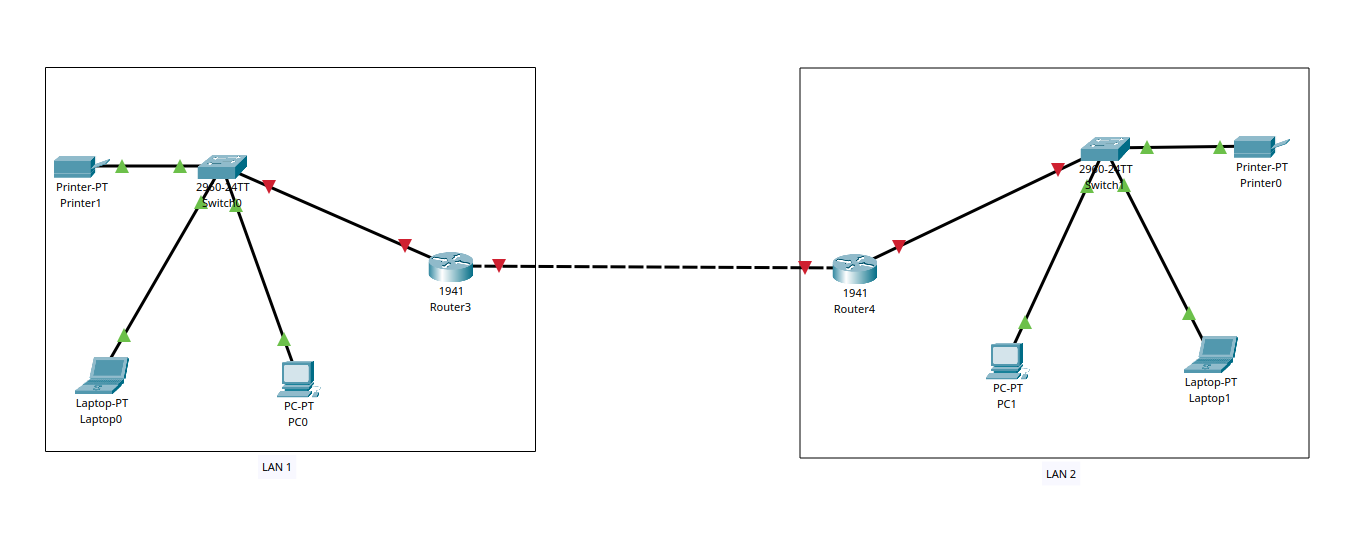 Printer-PT
Printer1
2960-24TT
Switch0
1941
Router3
Laptop-PT
Laptop0
PC-PT
PC0
LAN 1
2960-24TT
Switch1
Printer-PT
Printer0
1941
Router4
PC-PT
PC1
Laptop-PT
Laptop1
LAN 2